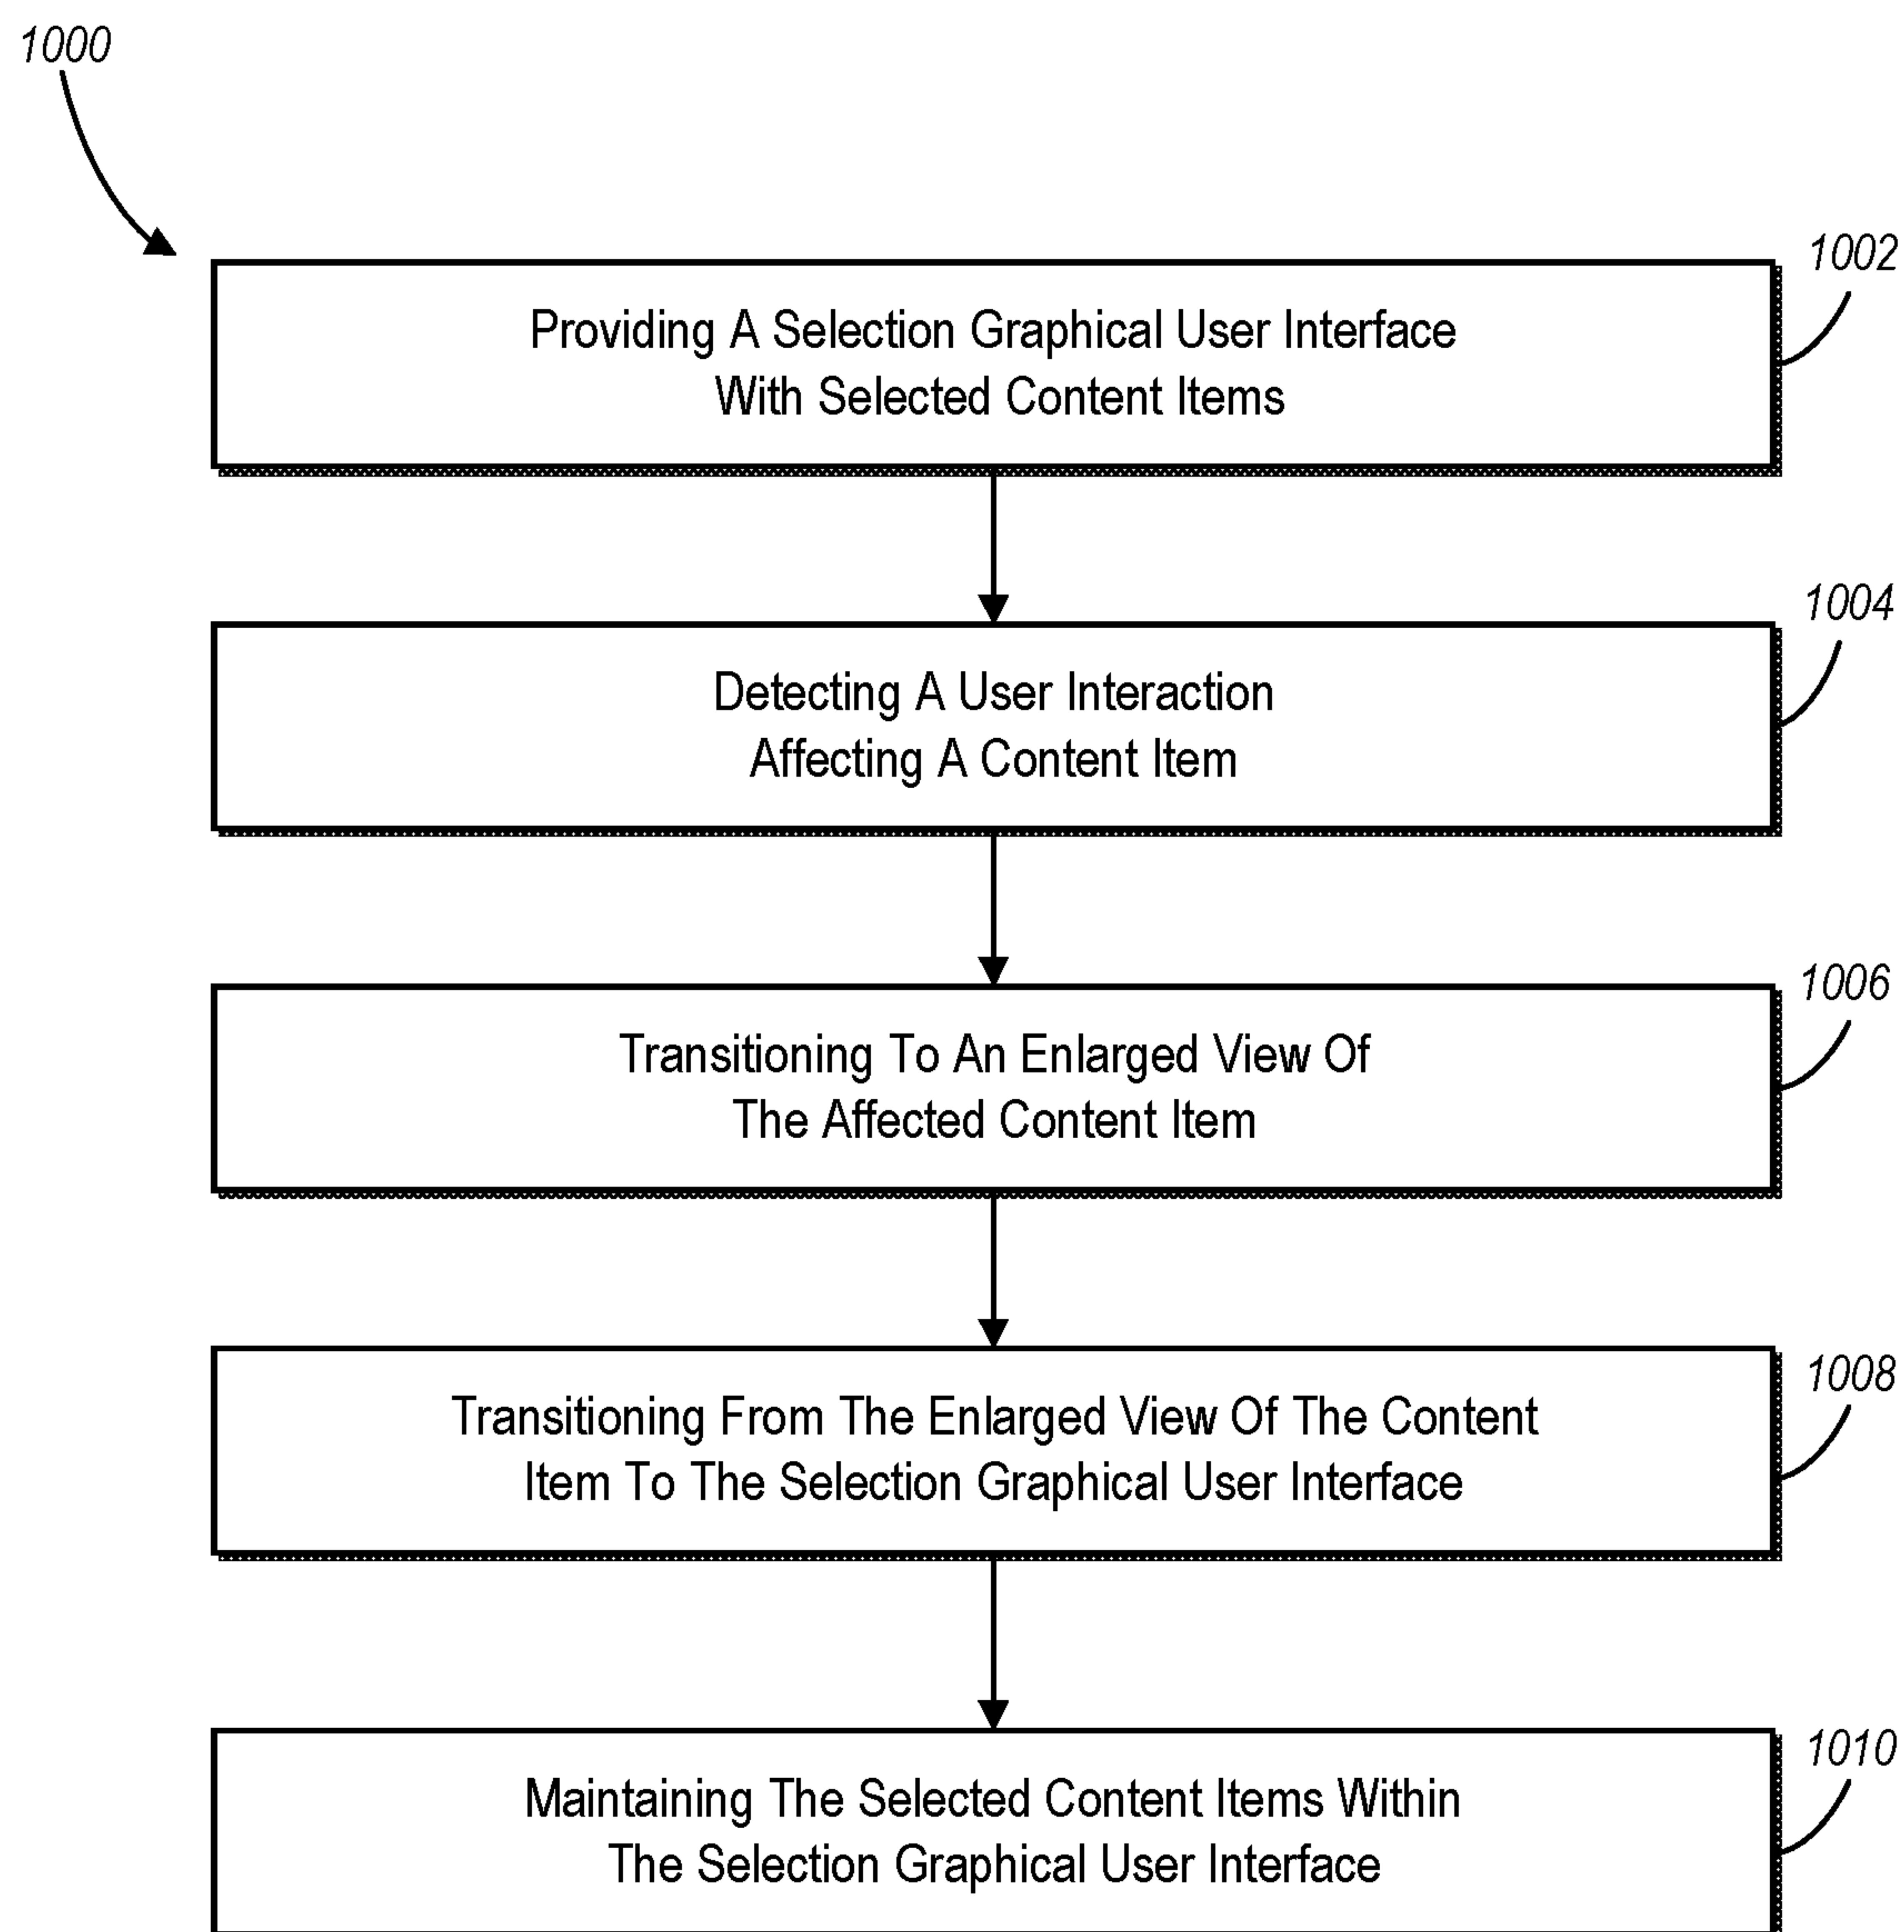 1000
1002
Providing A Selection Graphical User Interface
With Selected Content Items
1004
Detecting A User Interaction
Affecting A Content Item
1006
Transitioning To An Enlarged View Of
The Affected Content Item
1008
Transitioning From The Enlarged View Of The Content
Item To The Selection Graphical User Interface
1010
Maintaining The Selected Content Items Within
The Selection Graphical User Interface